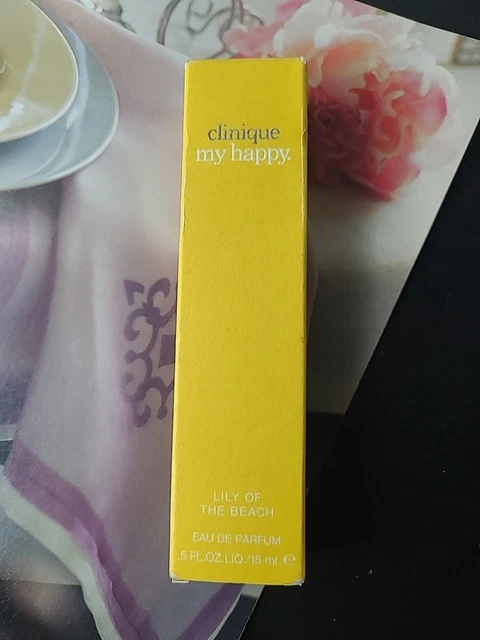 clinique
my happy.
LILY OF
THE BEACH
EAU DE PARFUM
.5 FL.OZ.LIQ./15 ml ℮